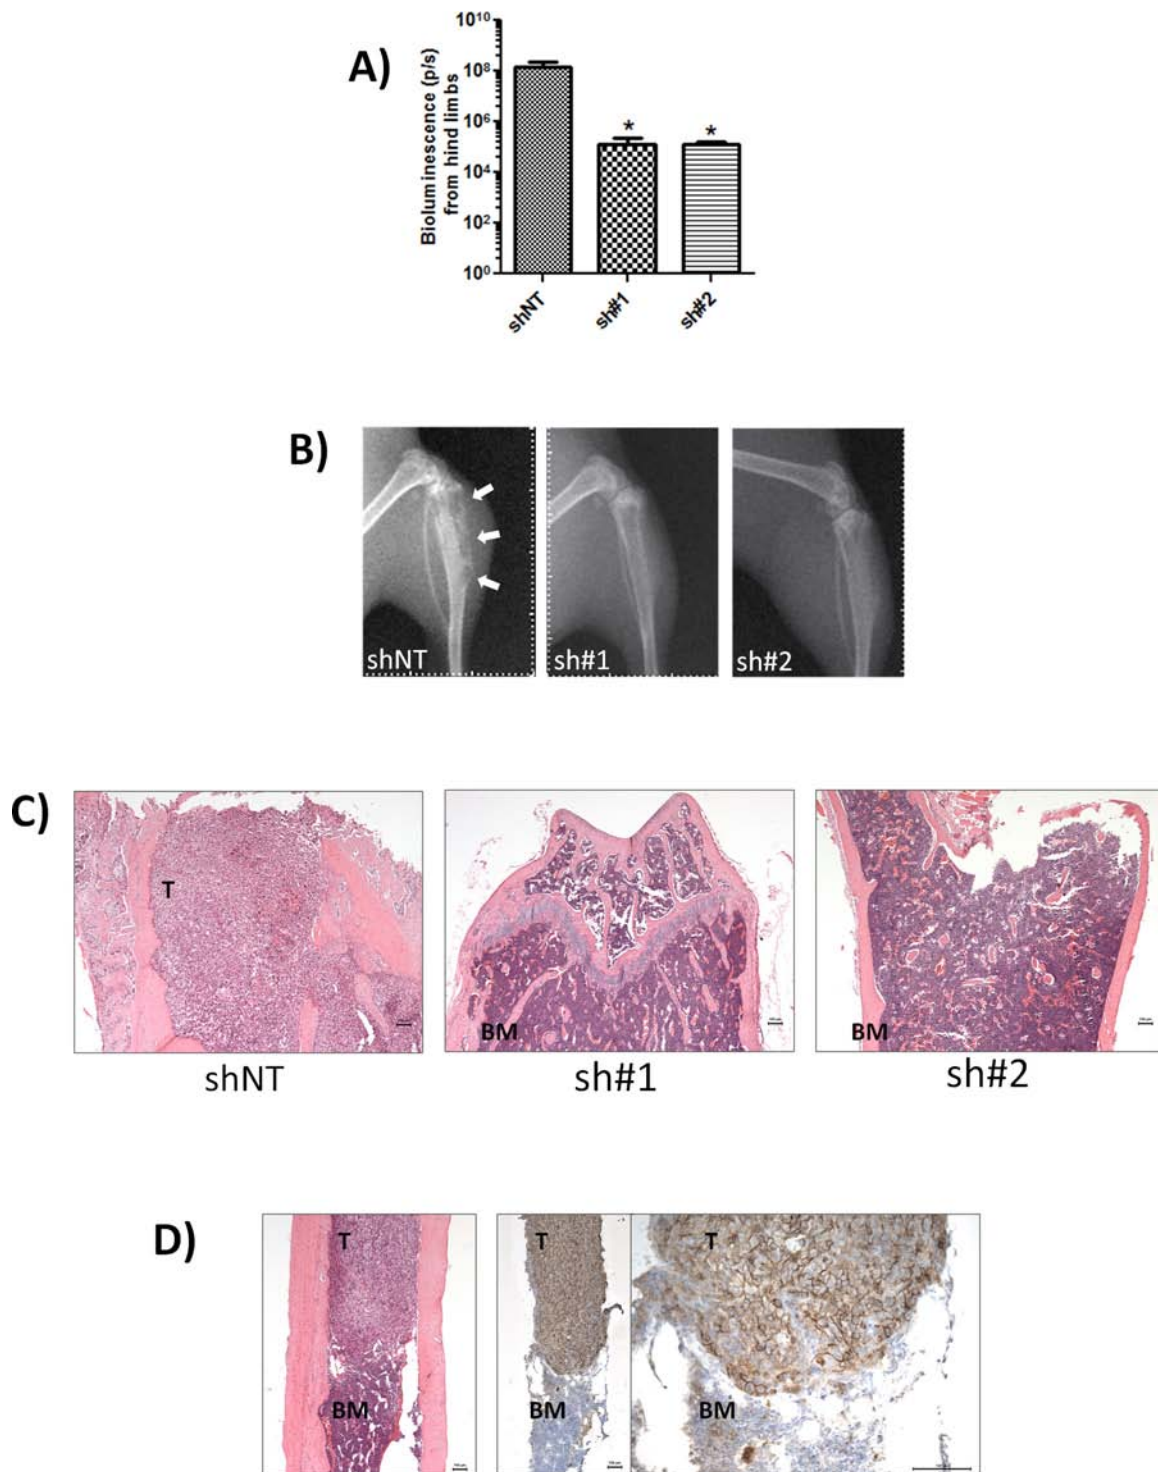 A)
Bioluminescence (p/s)
from hind limbs
10¹⁰
10⁸
10⁶
10⁴
10²
10⁰
*
*
shNT
sh#1
sh#2
B)
shNT
sh#1
sh#2
C)
T
BM
BM
shNT
sh#1
sh#2
D)
T
T
T
BM
BM
BM